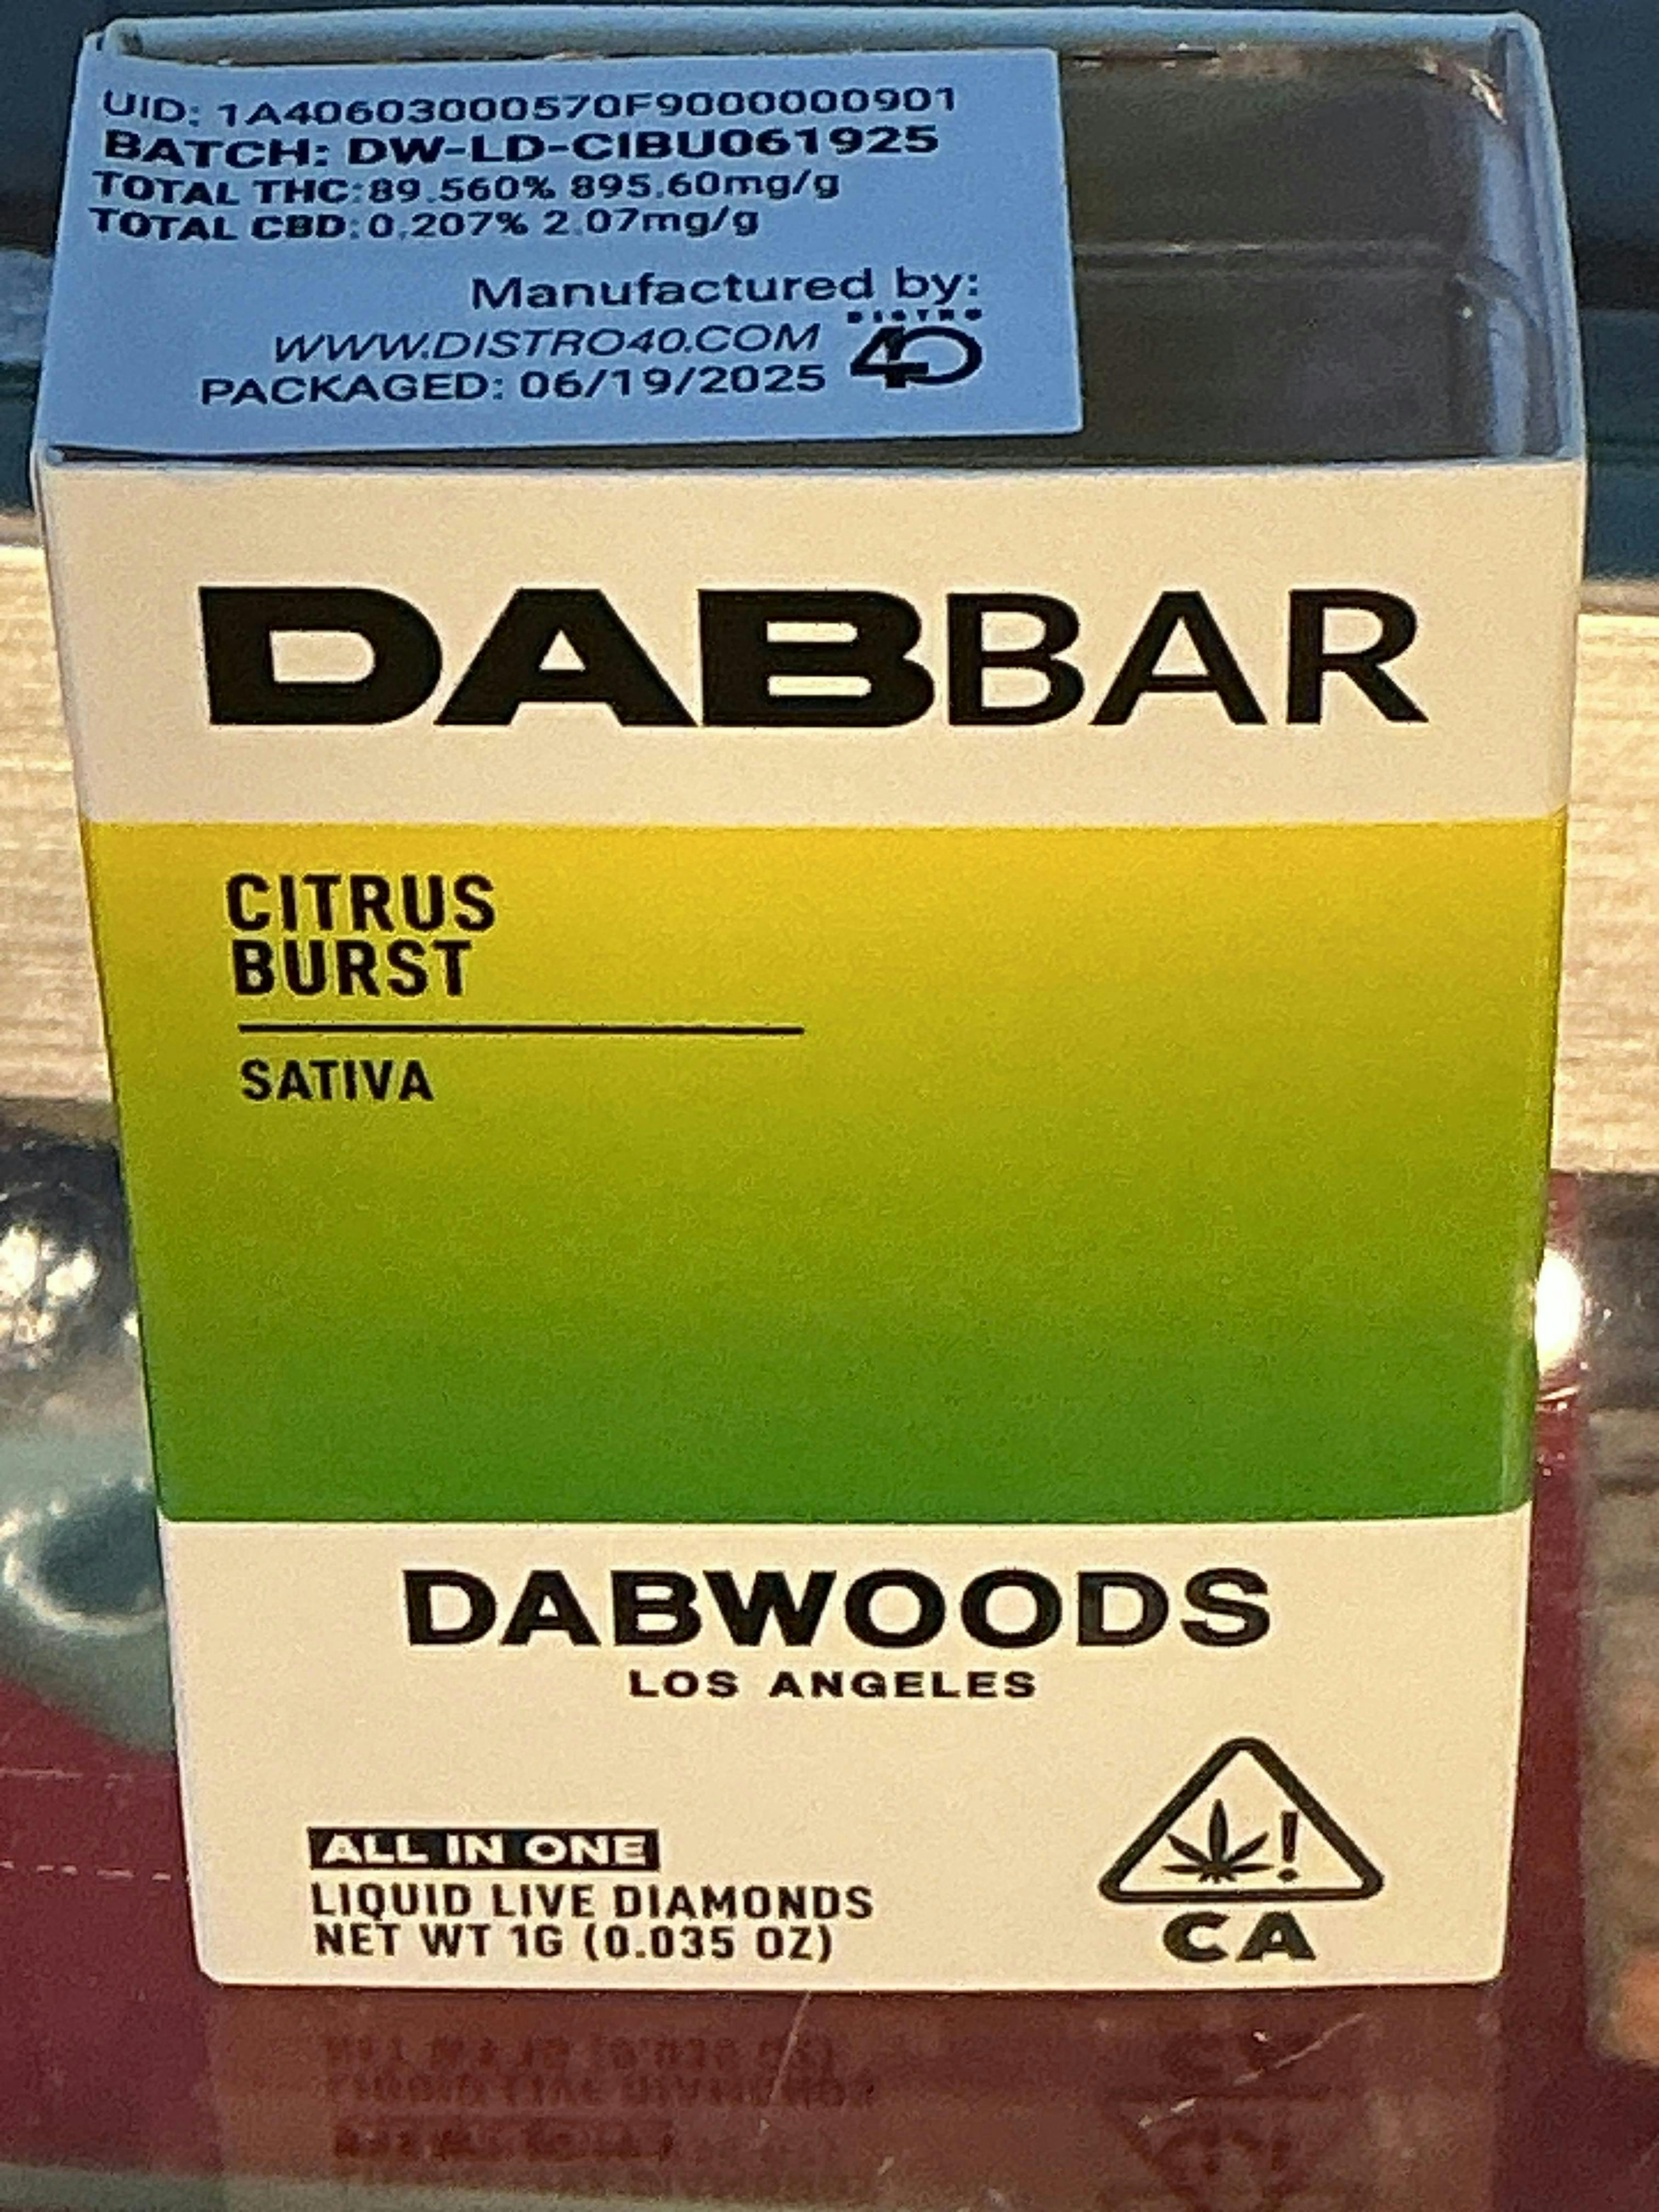 UID: 1A40603000570F9000000901
BATCH: DW-LD-CIBU061925
TOTAL THC:89.560% 895.60mg/g
TOTAL CBD:0.207% 2.07mg/g
Manufactured by:
WWW.DISTRO40.COM
DISTRO
40
PACKAGED: 06/19/2025
DABBAR
CITRUS
BURST
SATIVA
DABWOODS
LOS ANGELES
ALL IN ONE
LIQUID LIVE DIAMONDS
NET WT 1G (0.035 OZ)
!
CA